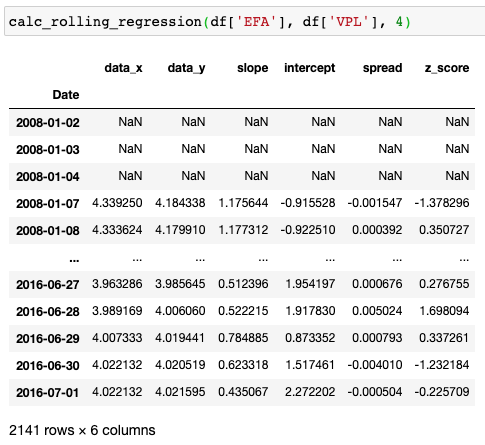 calc_rolling_regression(df['EFA'], df['VPL'], 4)
data_x data_y slope intercept spread z_score
Date
2008-01-02 NaN NaN NaN NaN NaN NaN
2008-01-03 NaN NaN NaN NaN NaN NaN
2008-01-04 NaN NaN NaN NaN NaN NaN
2008-01-07 4.339250 4.184338 1.175644 -0.915528 -0.001547 -1.378296
2008-01-08 4.333624 4.179910 1.177312 -0.922510 0.000392 0.350727
... ... ... ... ... ... ...
2016-06-27 3.963286 3.985645 0.512396 1.954197 0.000676 0.276755
2016-06-28 3.989169 4.006060 0.522215 1.917830 0.005024 1.698094
2016-06-29 4.007333 4.019441 0.784885 0.873352 0.000793 0.337261
2016-06-30 4.022132 4.020519 0.623318 1.517461 -0.004010 -1.232184
2016-07-01 4.022132 4.021595 0.435067 2.272202 -0.000504 -0.225709
2141 rows × 6 columns